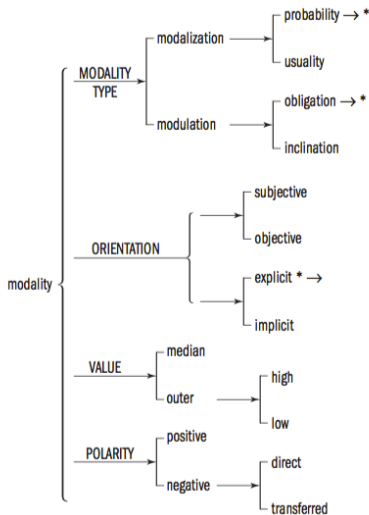 probability → *
modalization
usuality
MODALITY
TYPE
obligation → *
modulation
inclination
subjective
objective
ORIENTATION
explicit * →
modality
implicit
median
VALUE
high
outer
low
positive
POLARITY
direct
negative
transferred